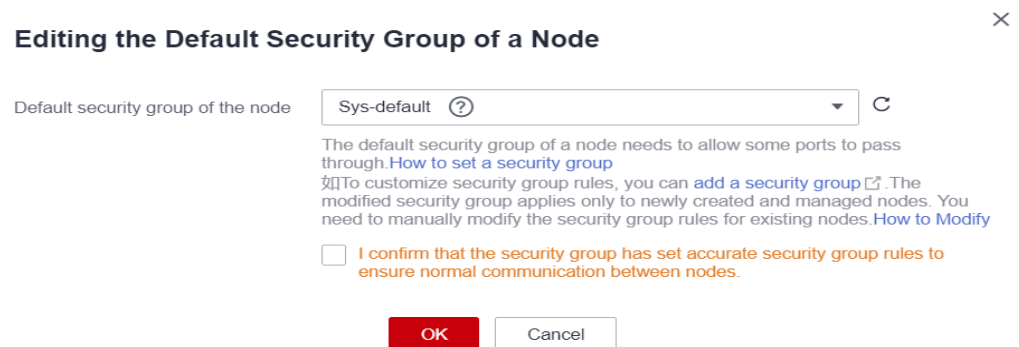 Editing the Default Security Group of a Node
Default security group of the node
Sys-default ?
The default security group of a node needs to allow some ports to pass
through.How to set a security group
如To customize security group rules, you can add a security group .The
modified security group applies only to newly created and managed nodes. You
need to manually modify the security group rules for existing nodes.How to Modify
I confirm that the security group has set accurate security group rules to
ensure normal communication between nodes.
OK
Cancel